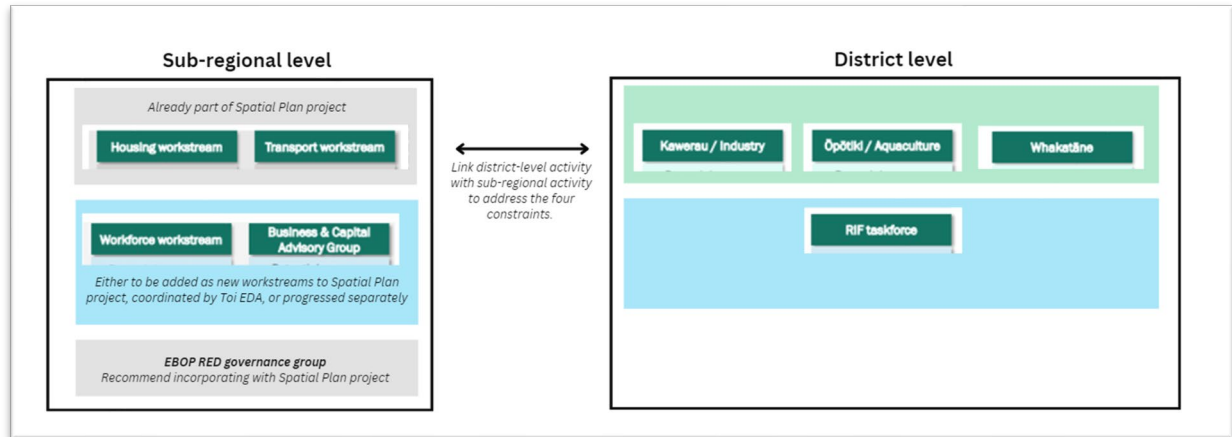 Sub-regional level
Already part of Spatial Plan project
Housing workstream
Transport workstream
Workforce workstream
Business & Capital
Advisory Group
Either to be added as new workstreams to Spatial Plan
project, coordinated by Toi EDA, or progressed separately
EBOP RED governance group
Recommend incorporating with Spatial Plan project
Link district-level activity
with sub-regional activity
to address the four
constraints.
District level
Kawerau / Industry
Ōpōtiki / Aquaculture
Whakatāne
RIF taskforce